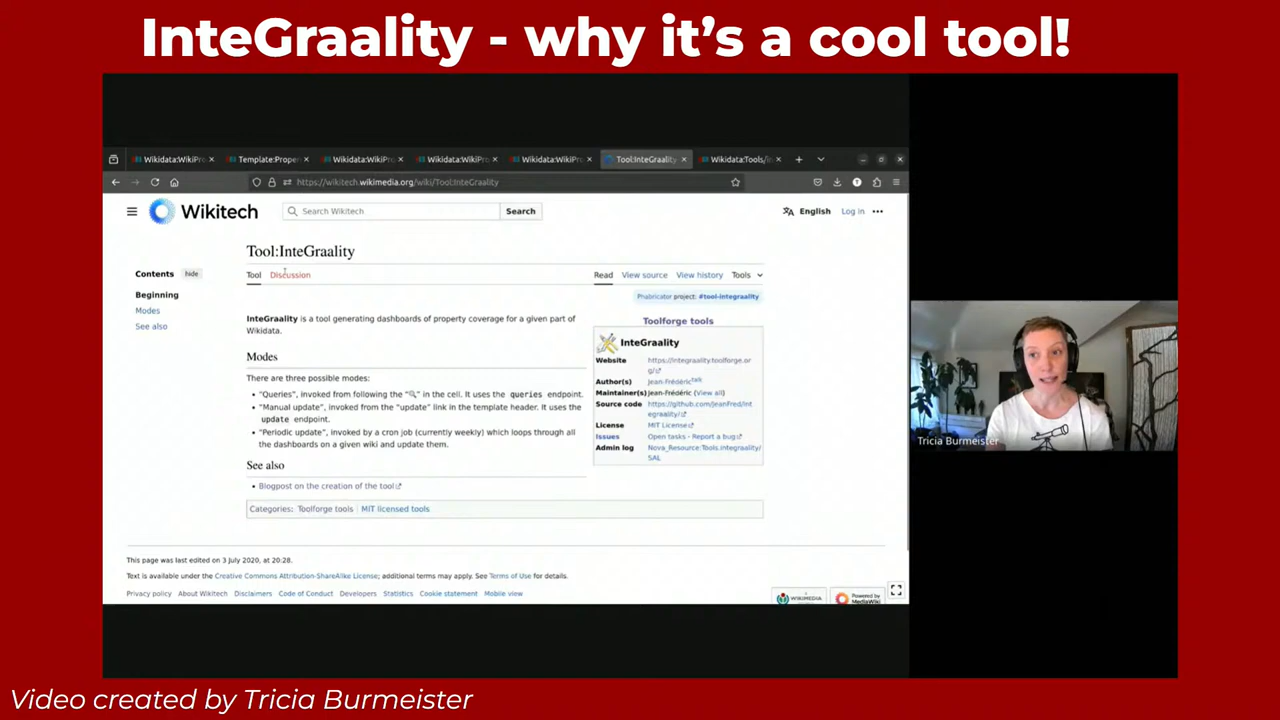 InteGraality - why it's a cool tool!
Wikidata:WikiPro
Template:Proper
Wikidata:WikiPro
Wikidata:WikiPro
Wikidata:WikiPro
Tool:InteGraality
Wikidata:Tools/in
https://wikitech.wikimedia.org/wiki/Tool:InteGraality
Wikitech
Search Wikitech
Search
English
Log in
Tool:InteGraality
Contents
hide
Tool
Discussion
Read
View source
View history
Tools
Beginning
Modes
See also
Phabricator project: #tool-integraality
InteGraality is a tool generating dashboards of property coverage for a given part of
Wikidata.
Modes
There are three possible modes:
"Queries", invoked from following the "🔍" in the cell. It uses the queries endpoint.
"Manual update", invoked from the "update" link in the template header. It uses the
update endpoint.
"Periodic update", invoked by a cron job (currently weekly) which loops through all
the dashboards on a given wiki and update them.
See also
Blogpost on the creation of the tool
Categories: Toolforge tools | MIT licensed tools
Toolforge tools
InteGraality
Website https://integraality.toolforge.or
g/
Author(s) Jean-Frédéric talk
Maintainer(s) Jean-Frédéric (View all)
Source code https://github.com/JeanFred/int
egraality/
License MIT License
Issues Open tasks · Report a bug
Admin log Nova_Resource:Tools.integraality/
SAL
This page was last edited on 3 July 2020, at 20:28.
Text is available under the Creative Commons Attribution-ShareAlike License; additional terms may apply. See Terms of Use for details.
Privacy policy About Wikitech Disclaimers Code of Conduct Developers Statistics Cookie statement Mobile view
WIKIMEDIA
Powered by
MediaWiki
Tricia Burmeister
Video created by Tricia Burmeister